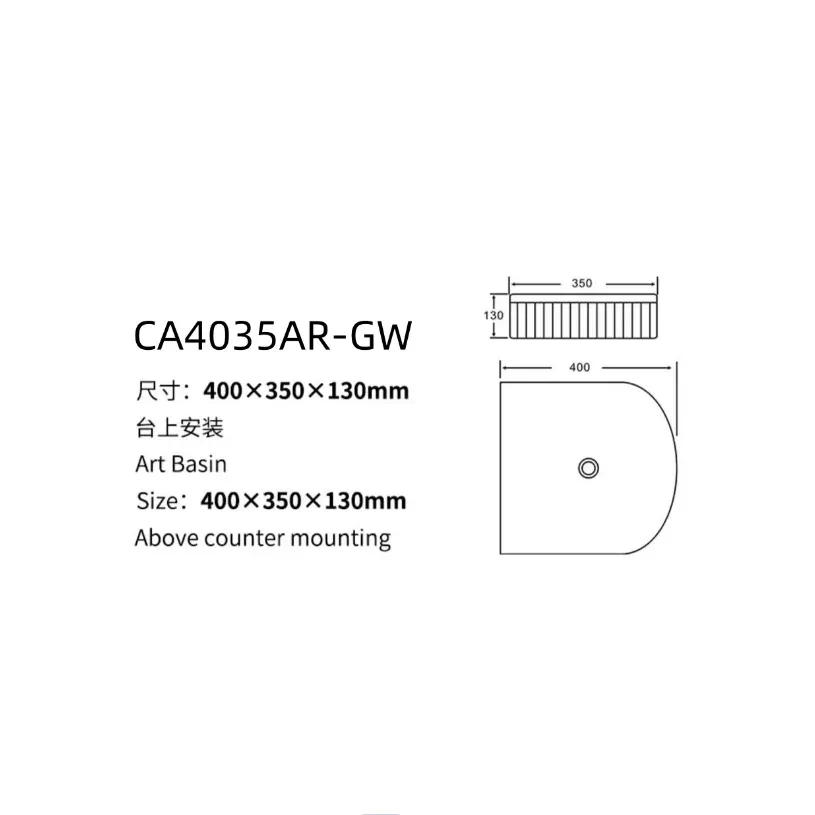 CA4035AR-GW
尺寸：400×350×130mm
台上安装
Art Basin
Size：400×350×130mm
Above counter mounting
350
130
400